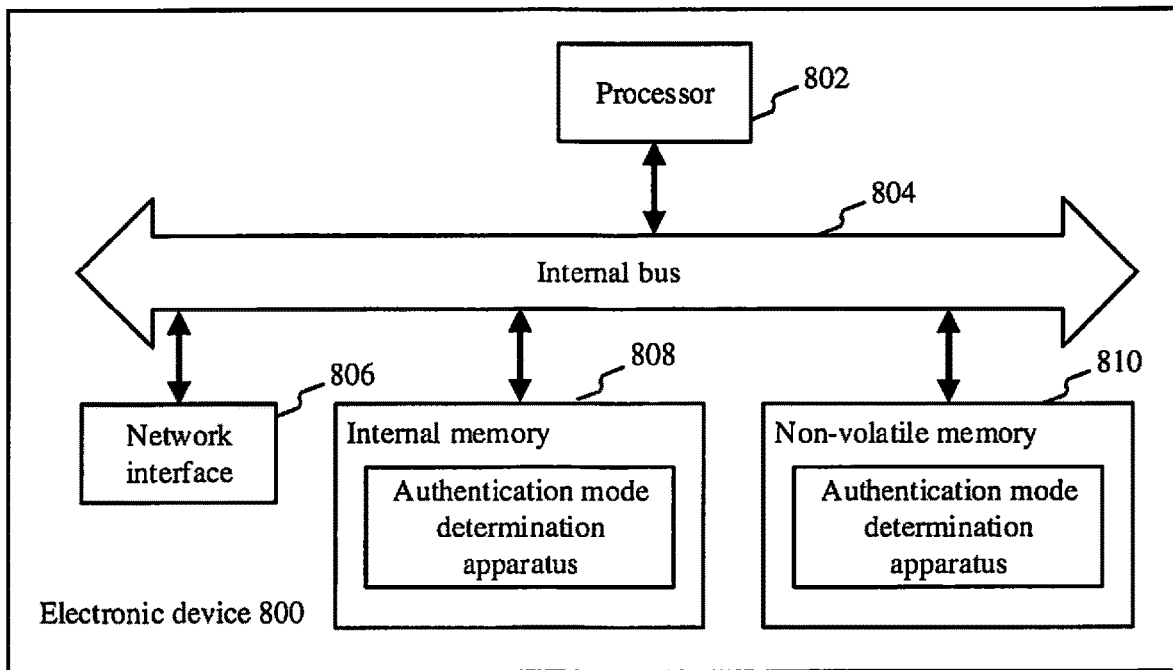 Processor
802
804
Internal bus
806
808
810
Network
interface
Internal memory
Authentication mode
determination
apparatus
Non-volatile memory
Authentication mode
determination
apparatus
Electronic device 800